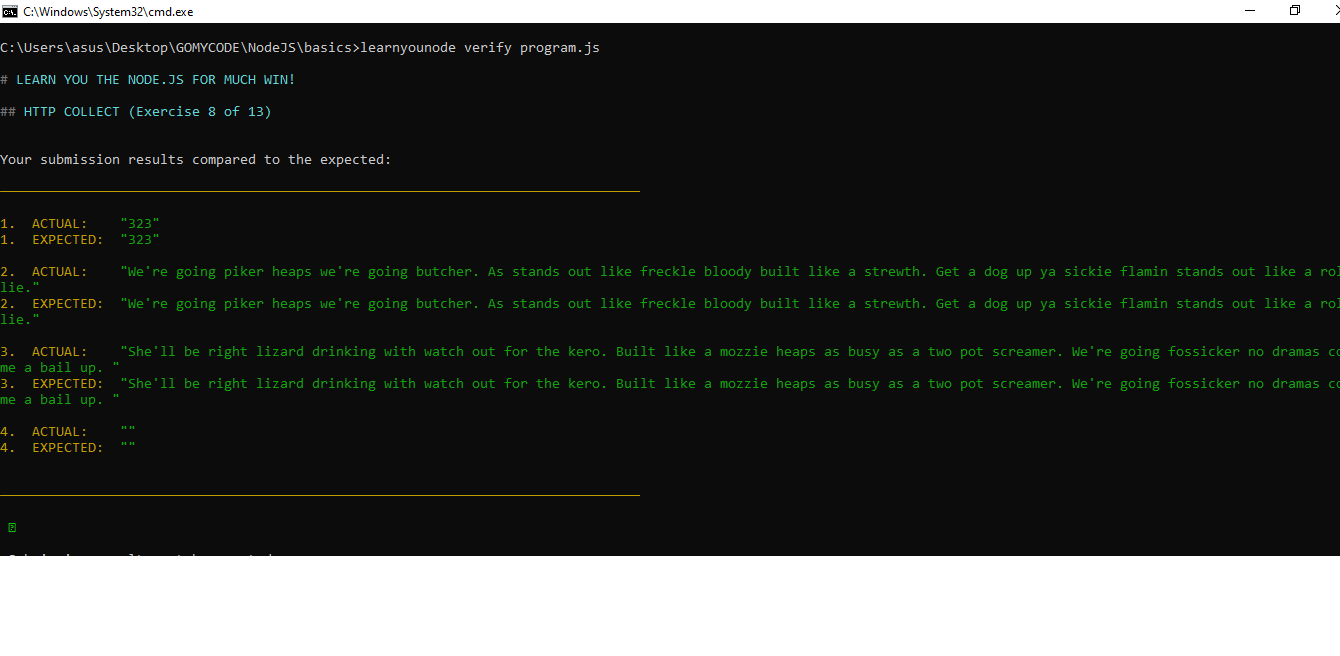 C:\Windows\System32\cmd.exe
C:\Users\asus\Desktop\GOMYCODE\NodeJS\basics>learnyounode verify program.js
# LEARN YOU THE NODE.JS FOR MUCH WIN!
## HTTP COLLECT (Exercise 8 of 13)
Your submission results compared to the expected:
1. ACTUAL: "323"
1. EXPECTED: "323"
2. ACTUAL: "We're going piker heaps we're going butcher. As stands out like freckle bloody built like a strewth. Get a dog up ya sickie flamin stands out like a rol
lie."
2. EXPECTED: "We're going piker heaps we're going butcher. As stands out like freckle bloody built like a strewth. Get a dog up ya sickie flamin stands out like a rol
lie."
3. ACTUAL: "She'll be right lizard drinking with watch out for the kero. Built like a mozzie heaps as busy as a two pot screamer. We're going fossicker no dramas co
me a bail up. "
3. EXPECTED: "She'll be right lizard drinking with watch out for the kero. Built like a mozzie heaps as busy as a two pot screamer. We're going fossicker no dramas co
me a bail up. "
4. ACTUAL: ""
4. EXPECTED: ""